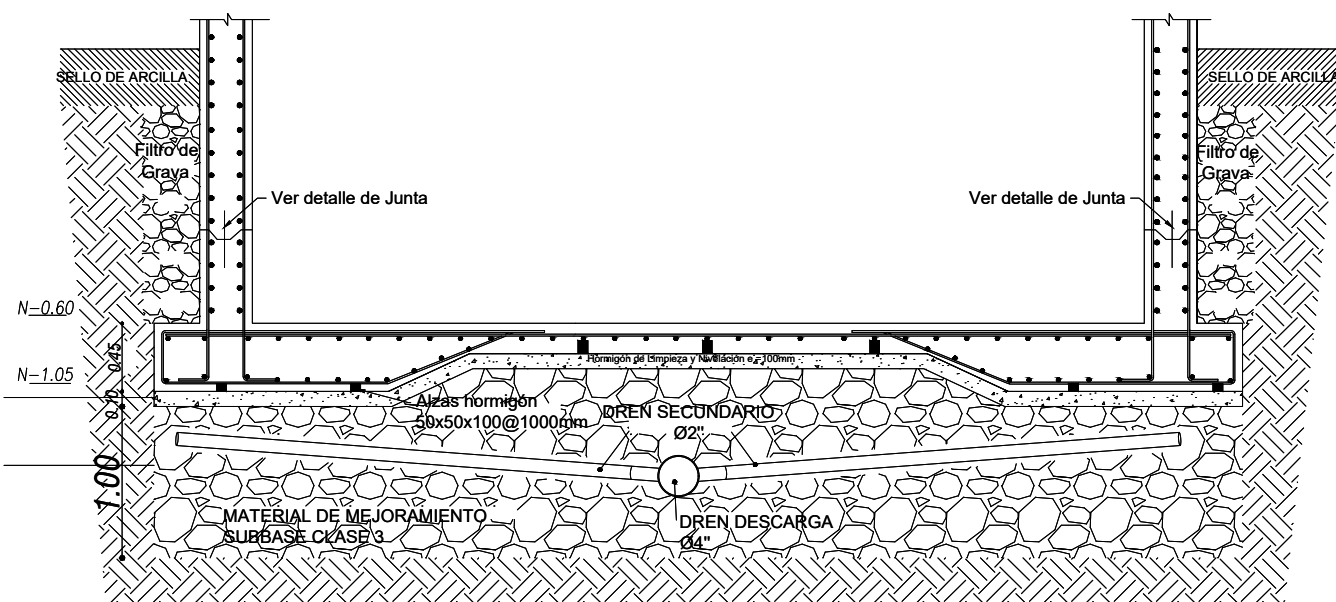 SELLO DE ARCILLA
SELLO DE ARCILLA
Filtro de
Grava
Filtro de
Grava
Ver detalle de Junta
Ver detalle de Junta
N-0.60
0.45
N-1.05
0.10
1.00
Hormigón de Limpieza y Nivelación e=100mm
Alzas hormigón
50x50x100@1000mm
DREN SECUNDARIO
Ø2"
MATERIAL DE MEJORAMIENTO
SUBBASE CLASE 3
DREN DESCARGA
Ø4"